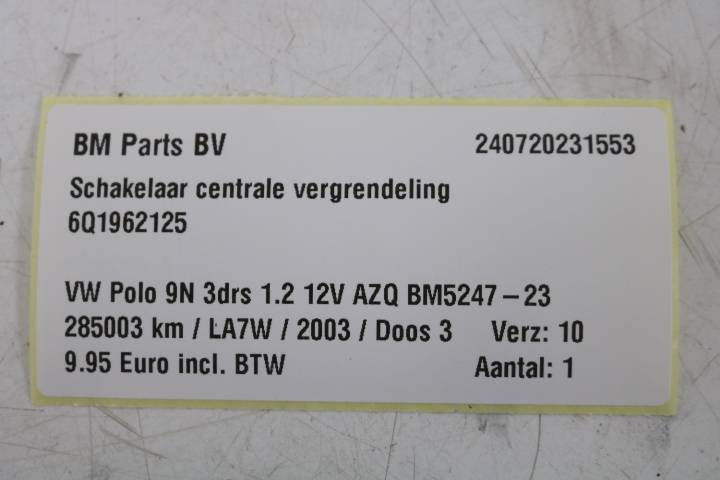 BM Parts BV 240720231553
Schakelaar centrale vergrendeling
6Q1962125
VW Polo 9N 3drs 1.2 12V AZQ BM5247-23
285003 km / LA7W / 2003 / Doos 3 Verz: 10
9.95 Euro incl. BTW Aantal: 1